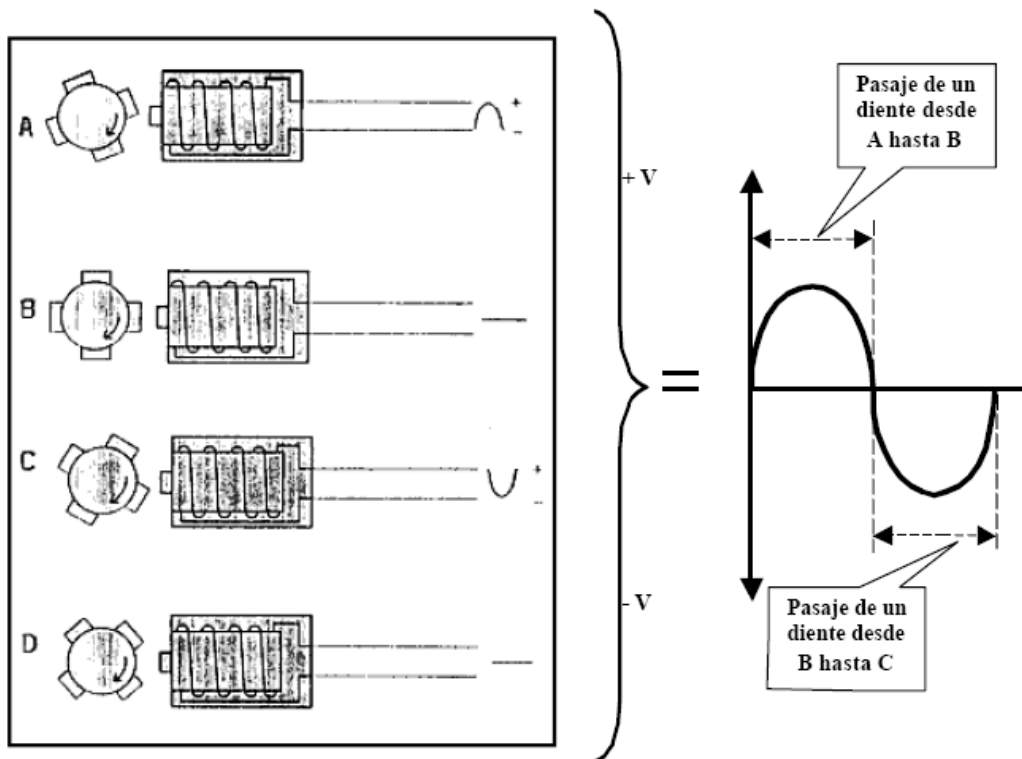 A
+
-
B
C
+
-
D
+ V
- V
=
Pasaje de un
diente desde
A hasta B
Pasaje de un
diente desde
B hasta C